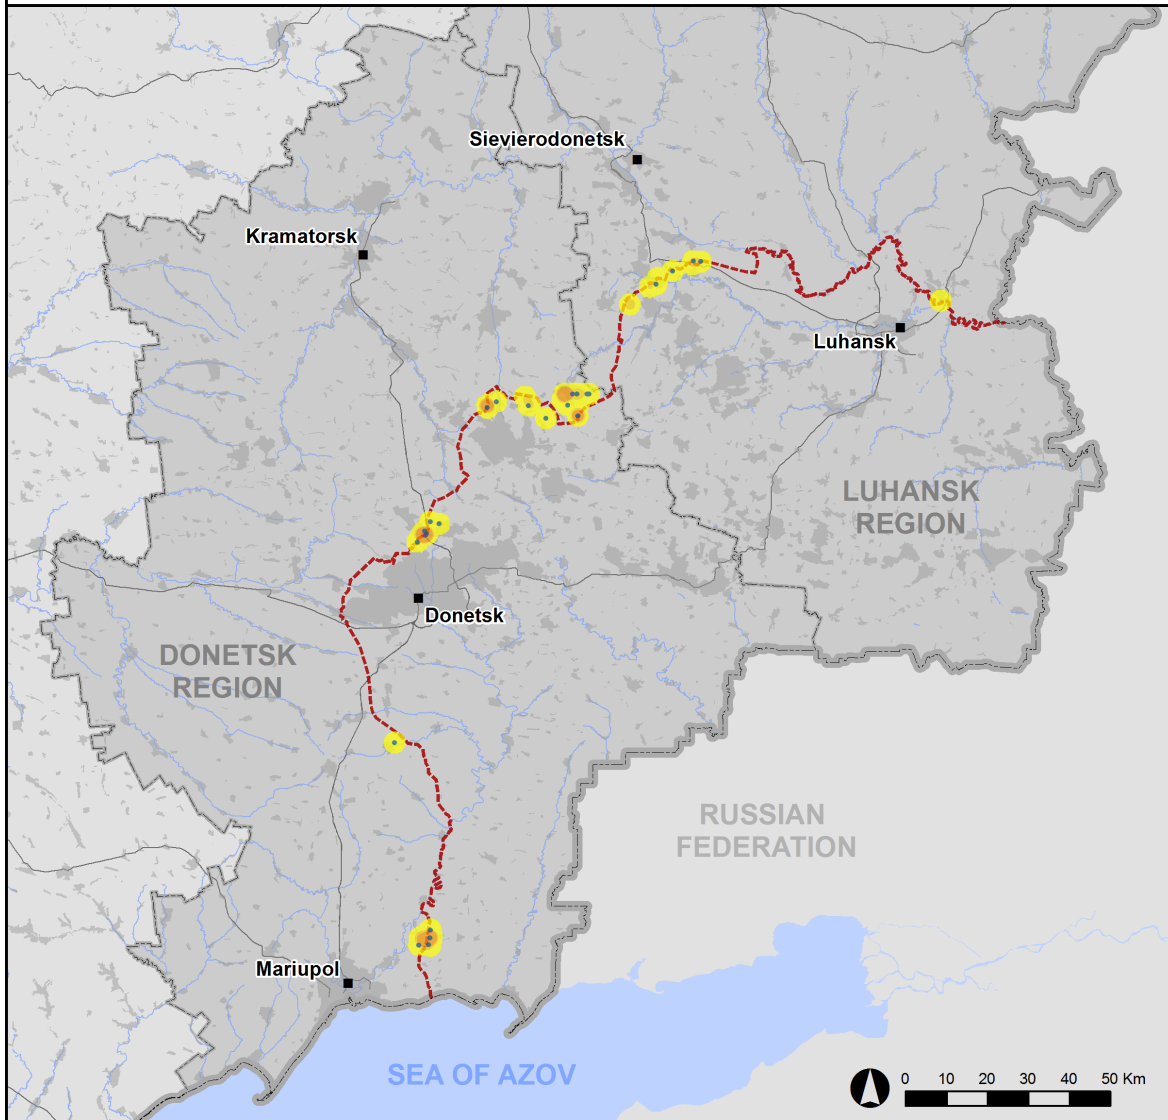 Sievierodonetsk
Kramatorsk
Luhansk
LUHANSK
REGION
Donetsk
DONETSK
REGION
RUSSIAN
FEDERATION
Mariupol
SEA OF AZOV
0 10 20 30 40 50 Km